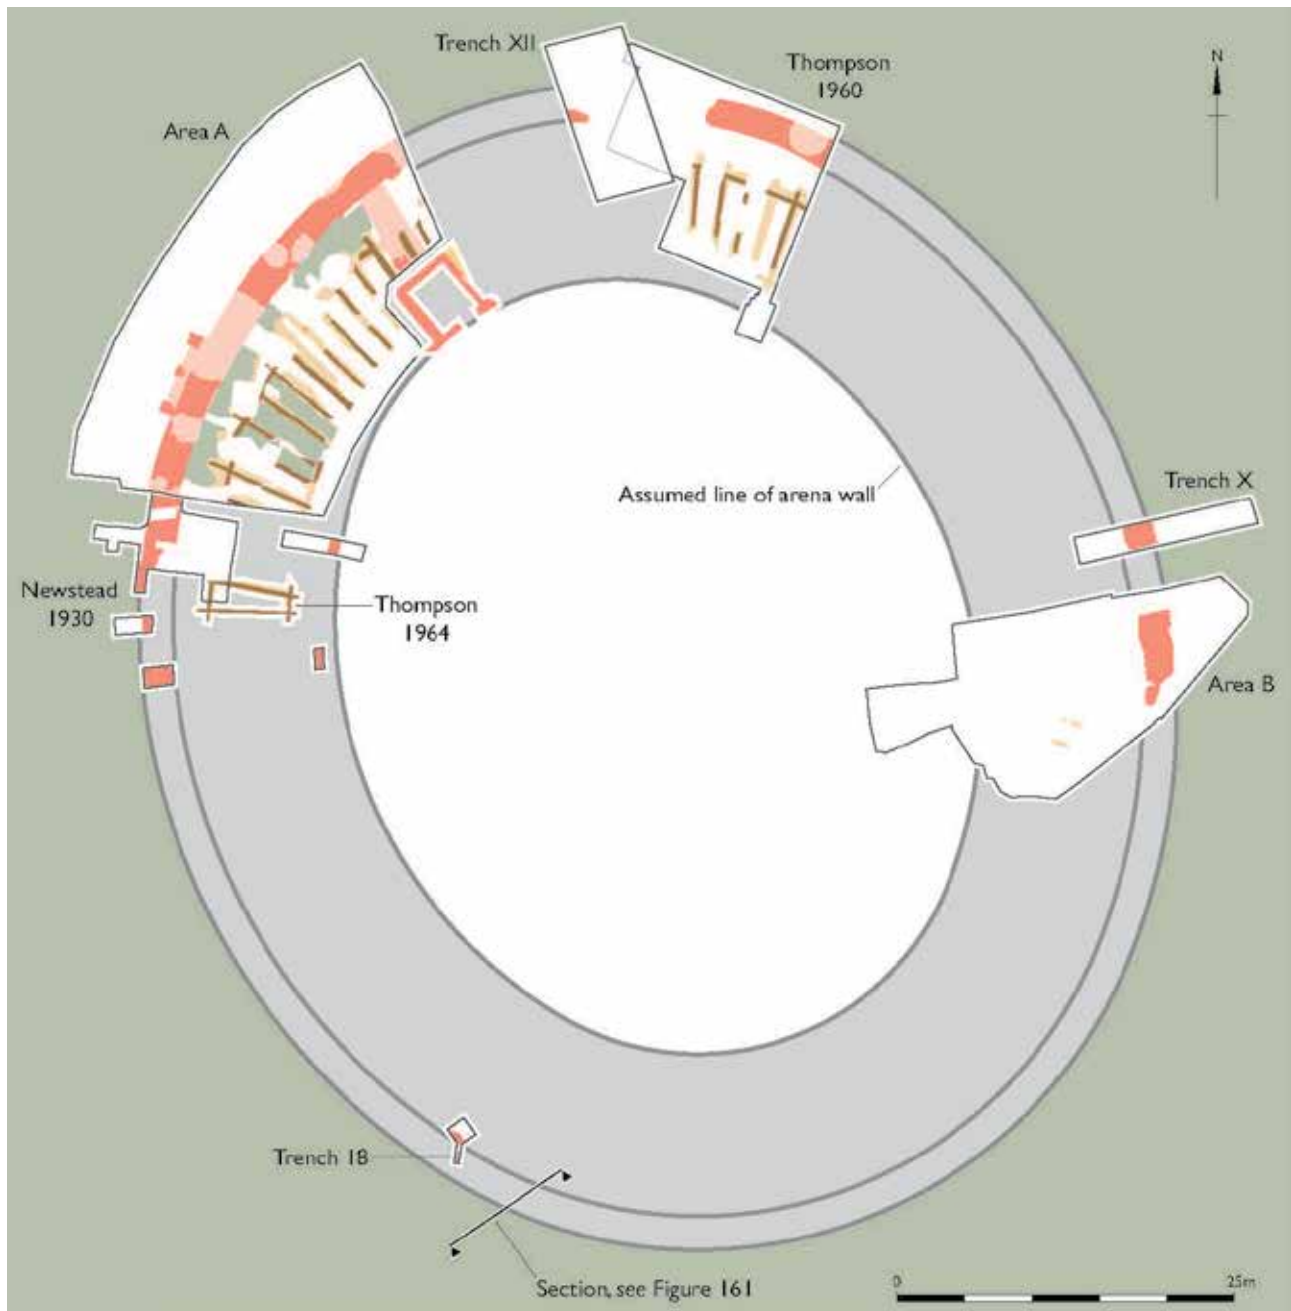 Trench XII
Thompson
1960
N
Area A
Trench X
Assumed line of arena wall
Newstead
1930
Thompson
1964
Area B
Trench 18
Section, see Figure 161
0
25m